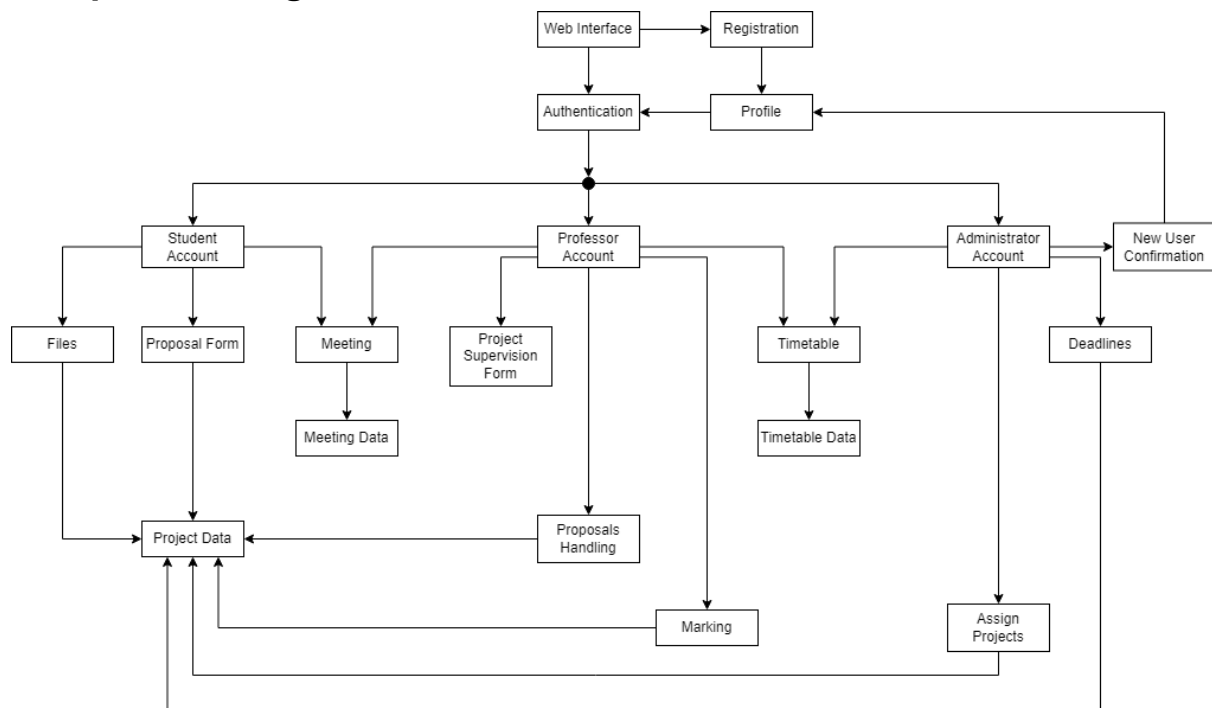 Web Interface
Registration
Authentication
Profile
Student
Account
Professor
Account
Administrator
Account
New User
Confirmation
Files
Proposal Form
Meeting
Project
Supervision
Form
Timetable
Deadlines
Meeting Data
Timetable Data
Project Data
Proposals
Handling
Marking
Assign
Projects